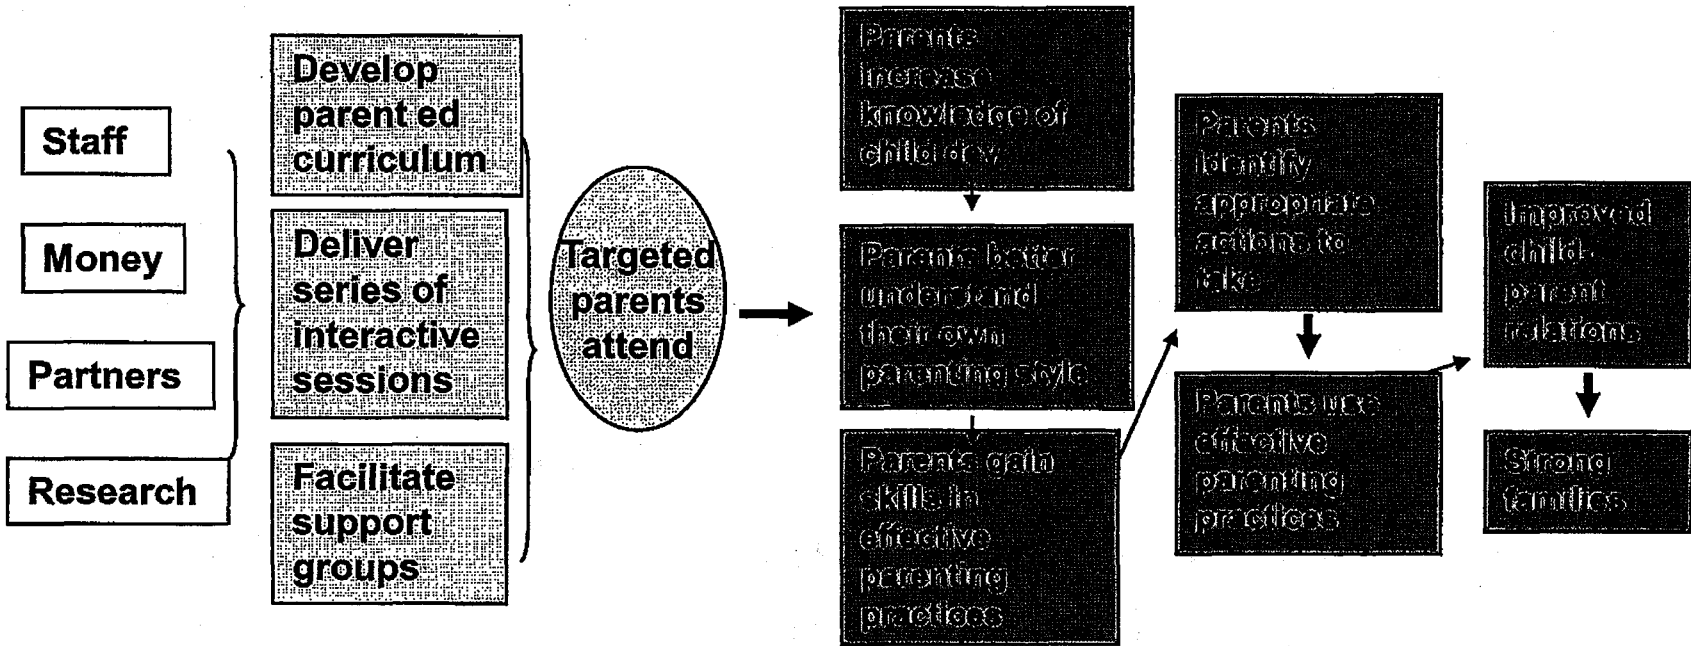 Staff
Money
Partners
Research
Develop
parent ed
curriculum
Deliver
series of
interactive
sessions
Facilitate
support
groups
Targeted
parents
attend
Parents
increase
knowledge of
child dev
Parents better
understand
their own
parenting style
Parents gain
skills in
effective
parenting
practices
Parents
identify
appropriate
actions to
take
Parents use
effective
parenting
practices
Improved
child-
parent
relations
Strong
families